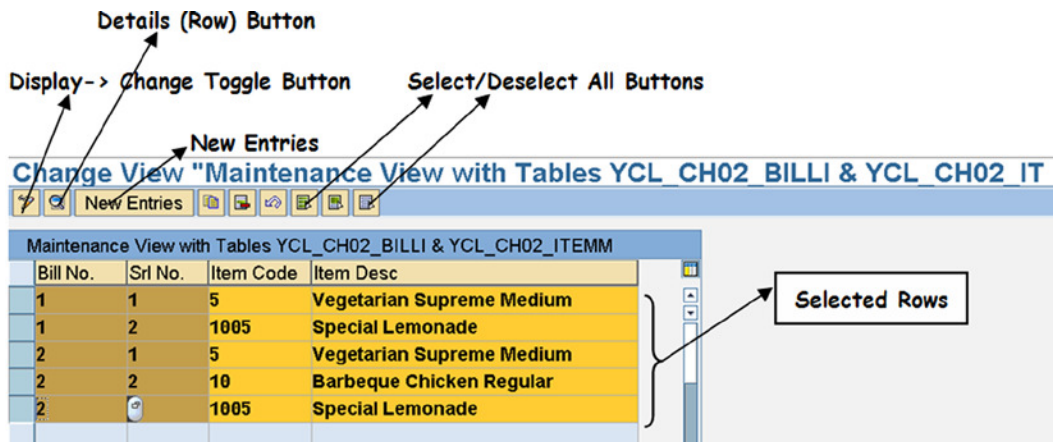 Details (Row) Button
Display-> Change Toggle Button
Select/Deselect All Buttons
New Entries
Change View "Maintenance View with Tables YCL_CH02_BILLI & YCL_CH02_IT
New Entries
Maintenance View with Tables YCL_CH02_BILLI & YCL_CH02_ITEMM
Bill No. Srl No. Item Code Item Desc
1 1 5 Vegetarian Supreme Medium
1 2 1005 Special Lemonade
2 1 5 Vegetarian Supreme Medium
2 2 10 Barbeque Chicken Regular
2 1005 Special Lemonade
Selected Rows